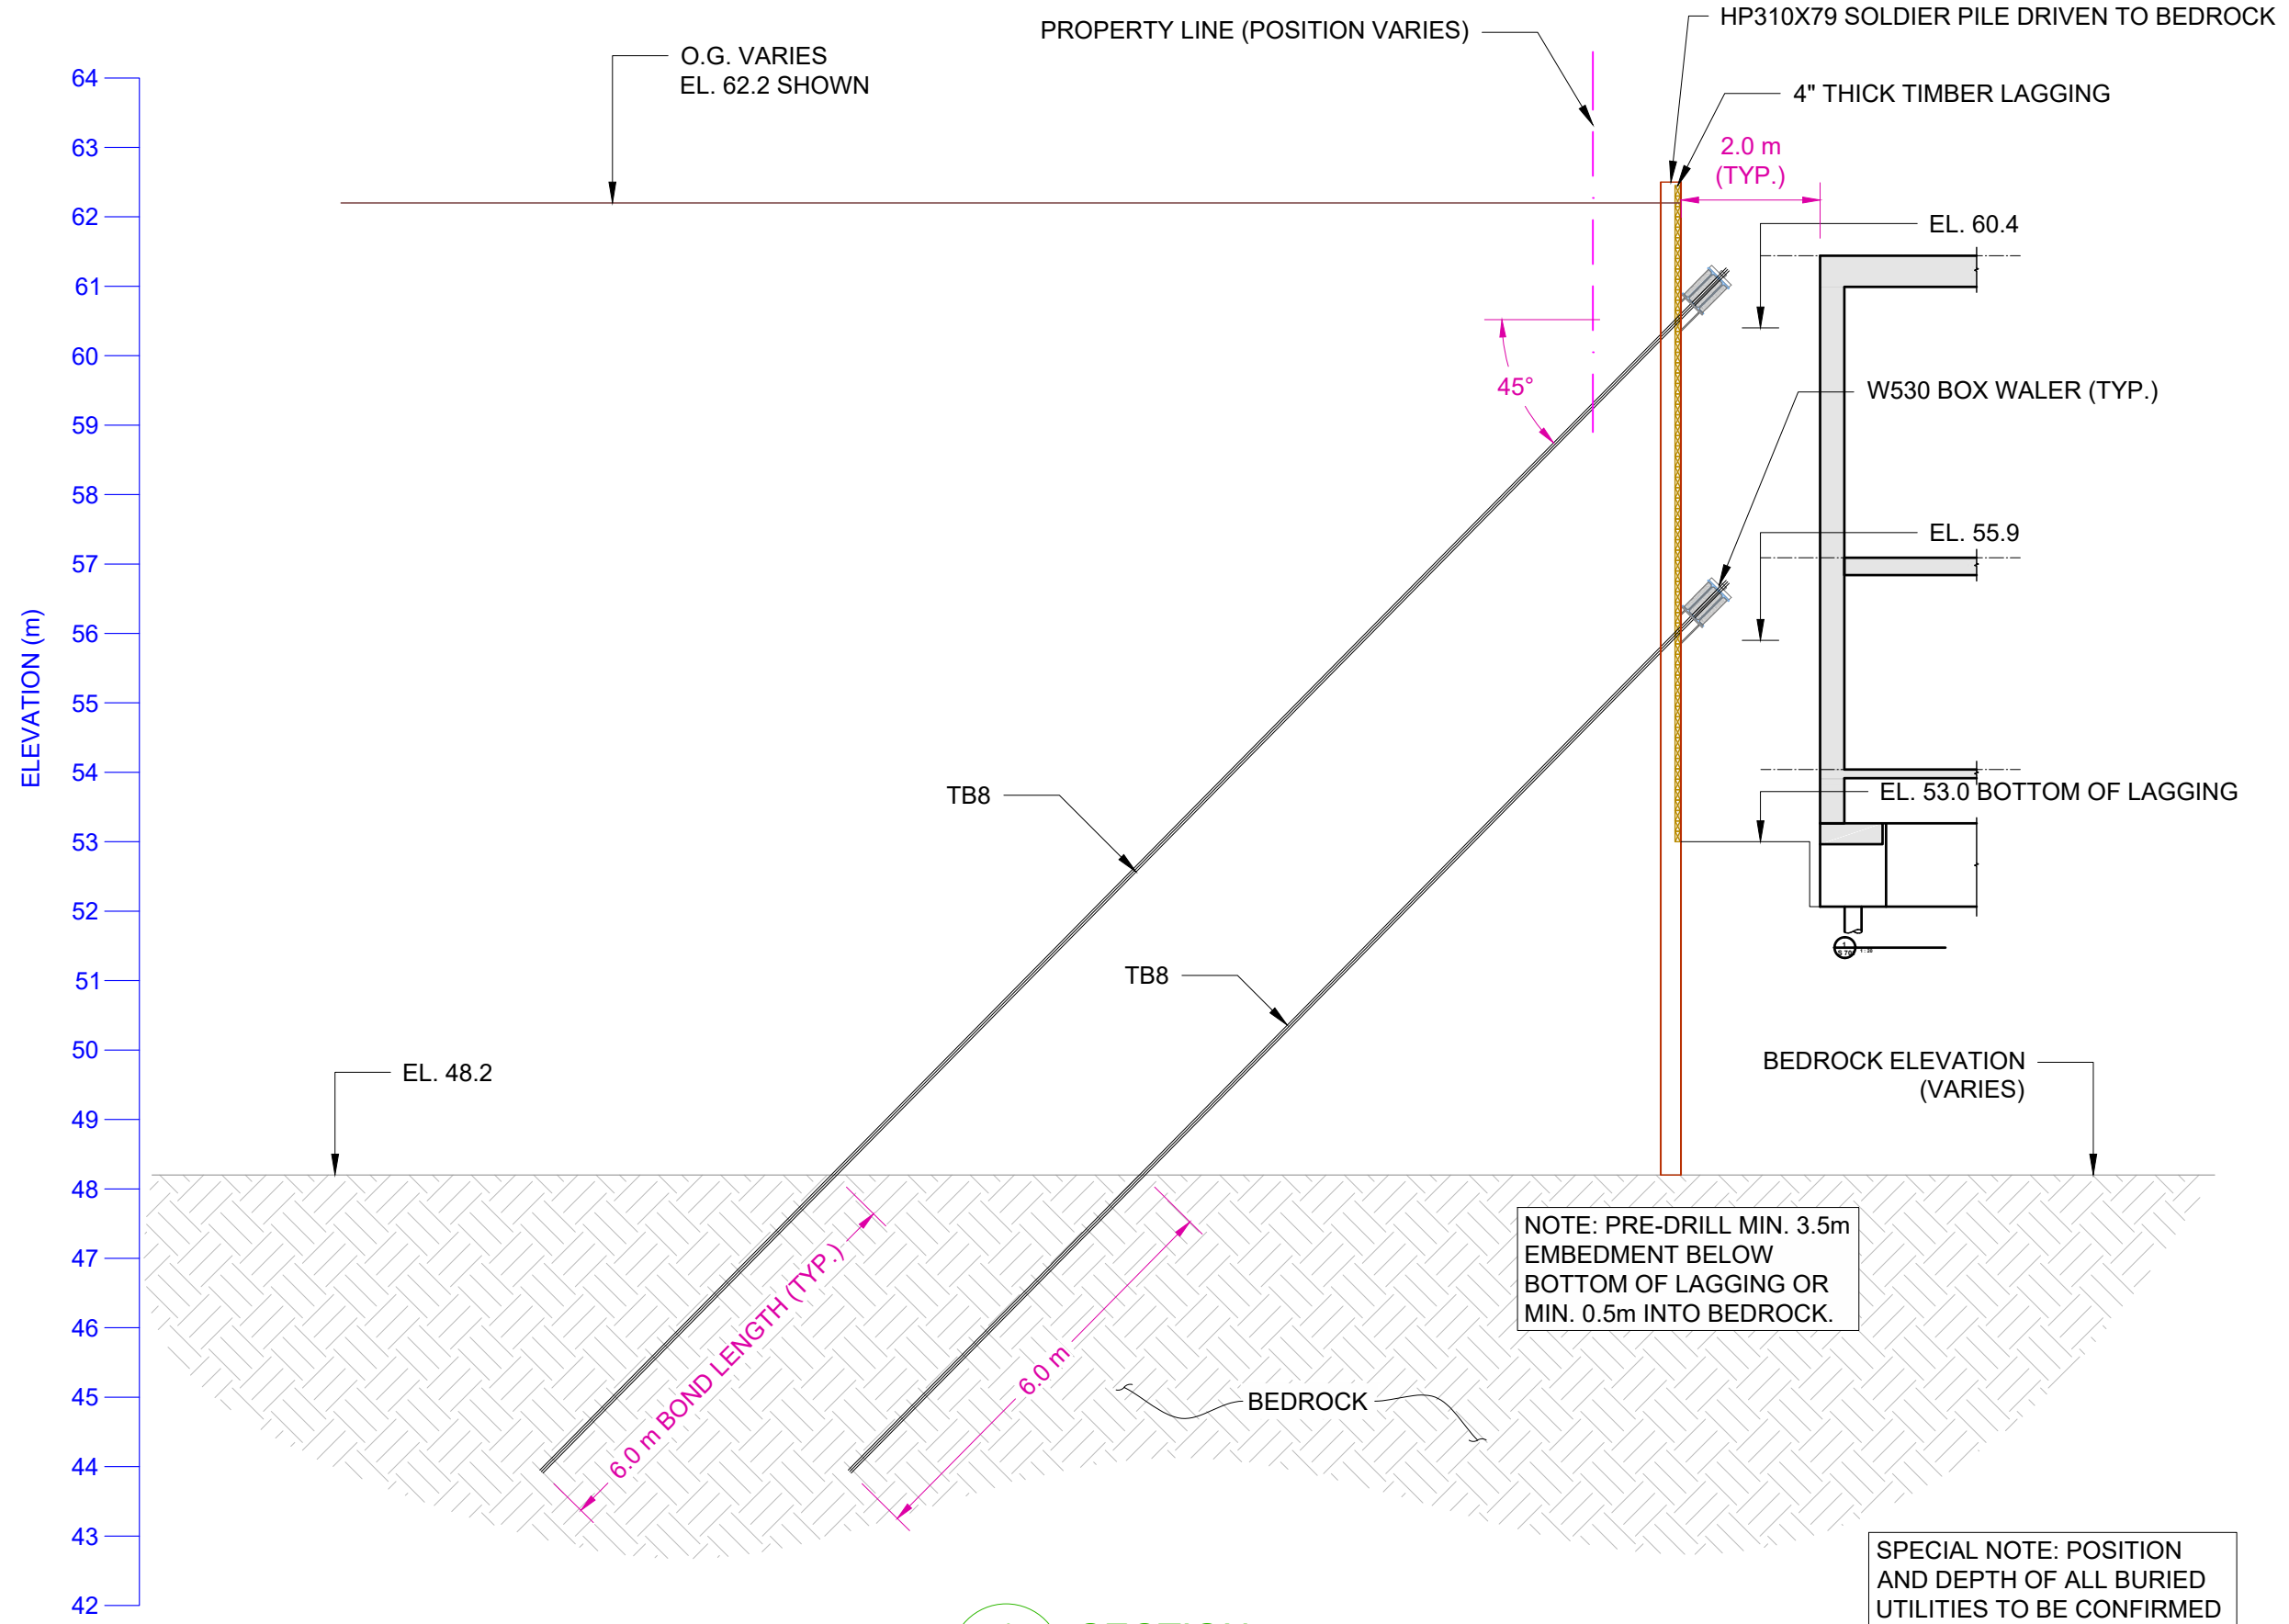 PROPERTY LINE (POSITION VARIES)
HP310X79 SOLDIER PILE DRIVEN TO BEDROCK
O.G. VARIES
EL. 62.2 SHOWN
4" THICK TIMBER LAGGING
2.0 m
(TYP.)
EL. 60.4
45°
W530 BOX WALER (TYP.)
EL. 55.9
TB8
EL. 53.0 BOTTOM OF LAGGING
TB8
EL. 48.2
BEDROCK ELEVATION
(VARIES)
NOTE: PRE-DRILL MIN. 3.5m
EMBEDMENT BELOW
BOTTOM OF LAGGING OR
MIN. 0.5m INTO BEDROCK.
6.0 m BOND LENGTH (TYP.)
6.0 m
BEDROCK
SPECIAL NOTE: POSITION
AND DEPTH OF ALL BURIED
UTILITIES TO BE CONFIRMED
ELEVATION (m)
64
63
62
61
60
59
58
57
56
55
54
53
52
51
50
49
48
47
46
45
44
43
42